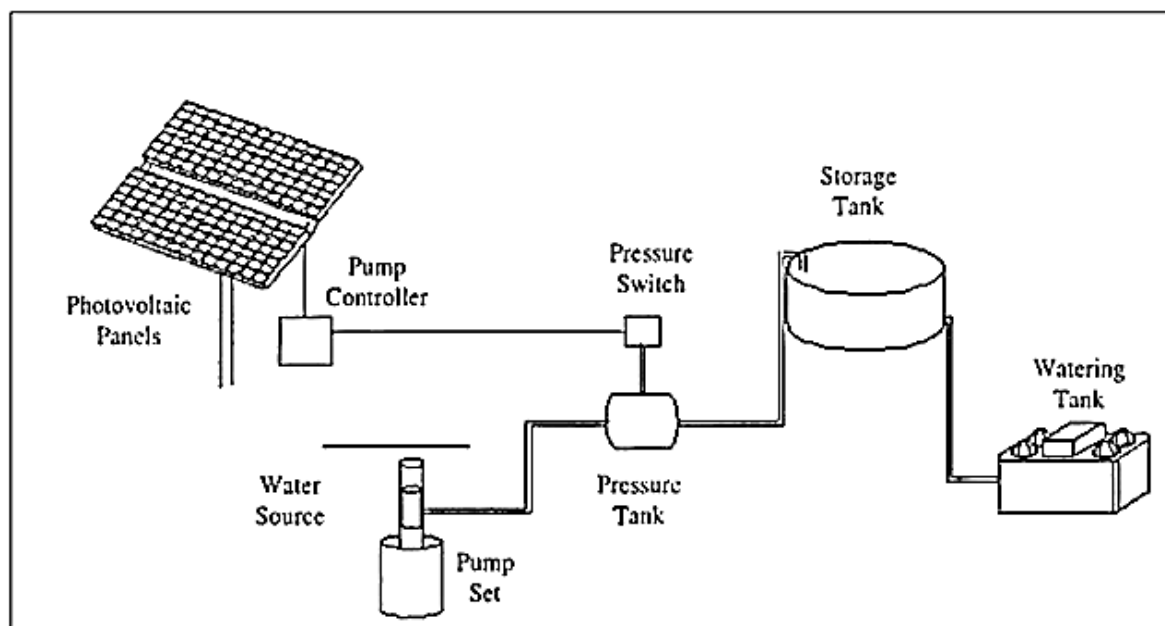 Storage
Tank
Pressure
Switch
Pump
Controller
Photovoltaic
Panels
Watering
Tank
Water
Source
Pressure
Tank
Pump
Set